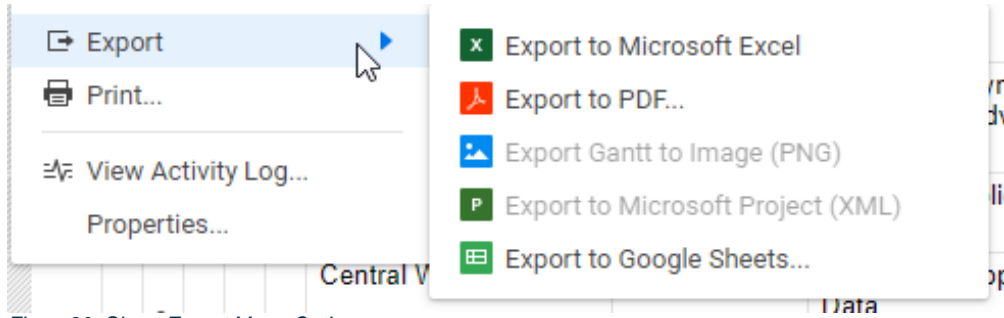 Export
Print...
View Activity Log...
Properties...
Export to Microsoft Excel
Export to PDF...
Export Gantt to Image (PNG)
Export to Microsoft Project (XML)
Export to Google Sheets...
Central
Data